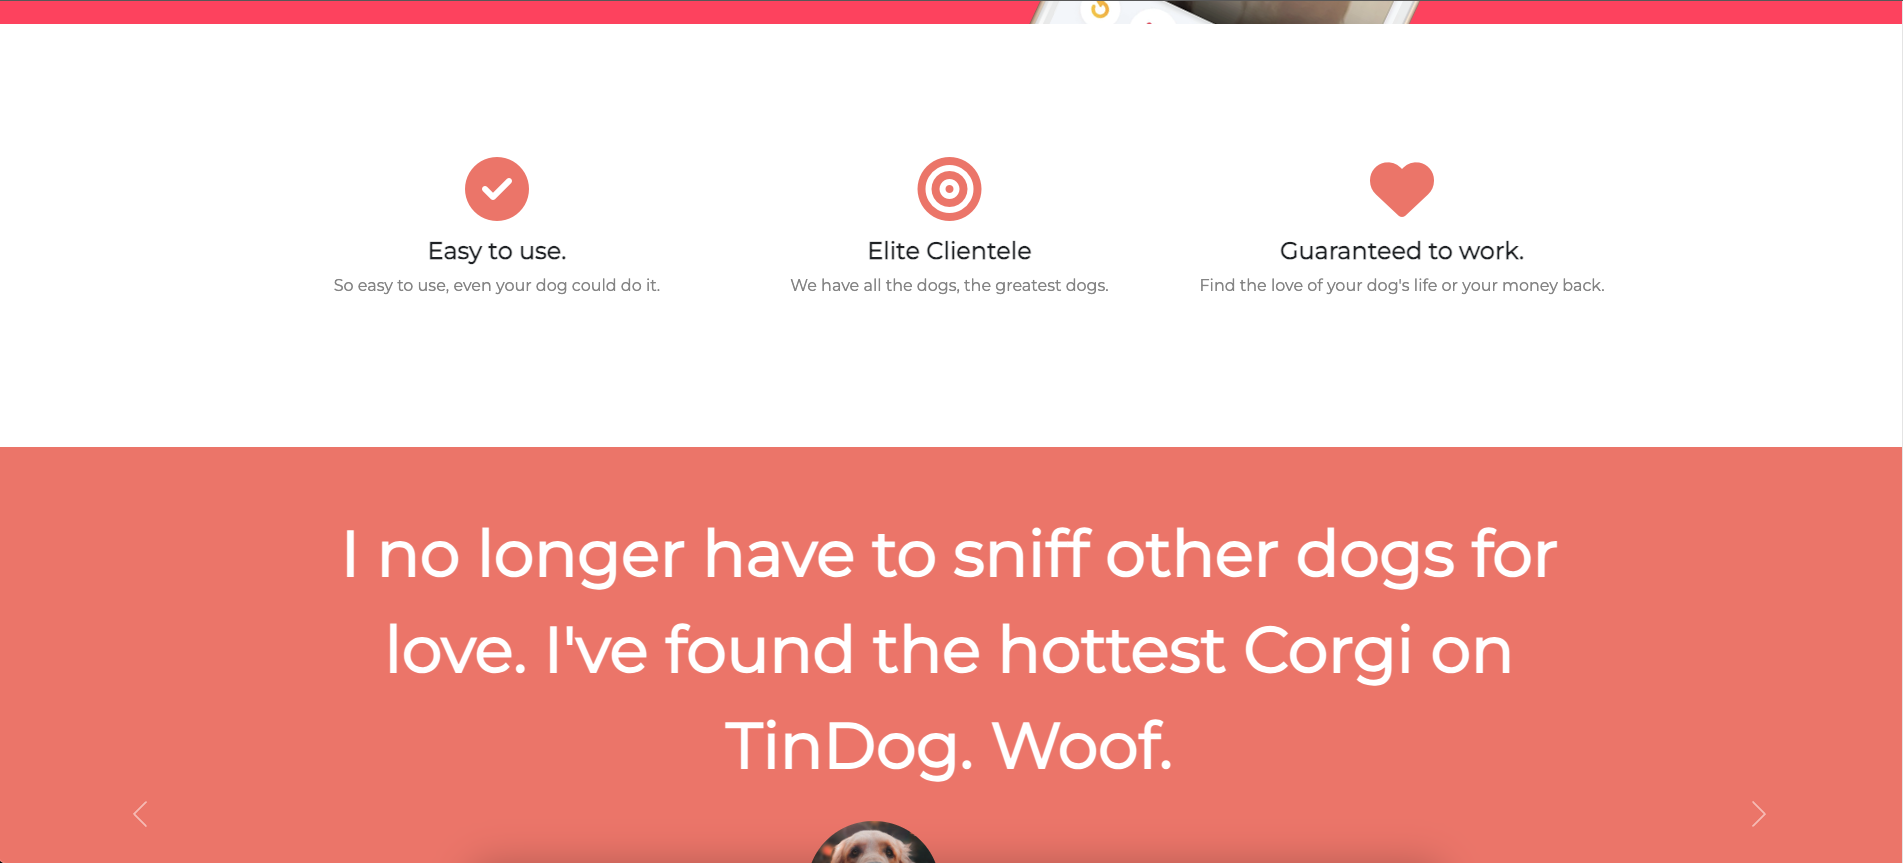 Easy to use.
So easy to use, even your dog could do it.
Elite Clientele
We have all the dogs, the greatest dogs.
Guaranteed to work.
Find the love of your dog's life or your money back.
I no longer have to sniff other dogs for
love. I've found the hottest Corgi on
TinDog. Woof.